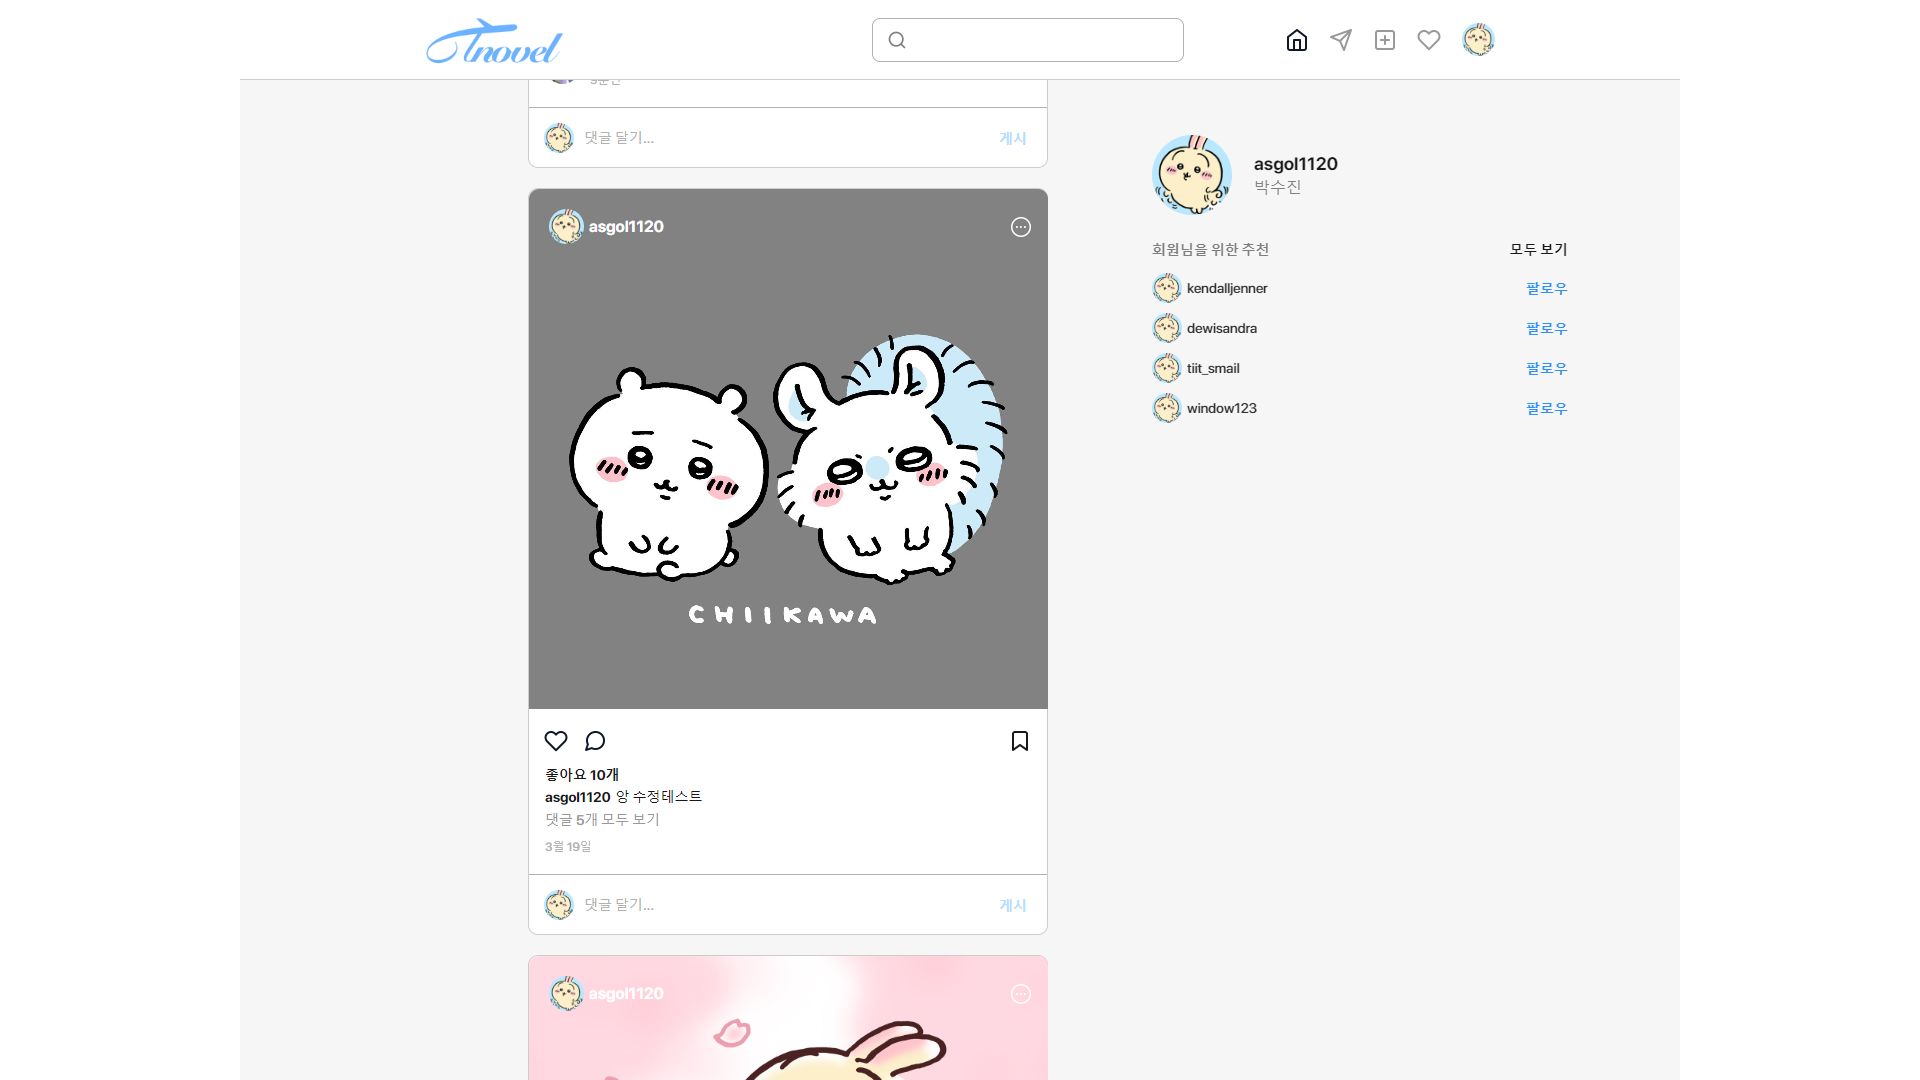 Tnovel
댓글 달기...
게시
asgol1120
CHIIKAWA
좋아요 10개
asgol1120 앙 수정테스트
댓글 5개 모두 보기
3월 19일
댓글 달기...
게시
asgol1120
asgol1120
박수진
회원님을 위한 추천
모두 보기
kendalljenner
팔로우
dewisandra
팔로우
tiit_smail
팔로우
window123
팔로우